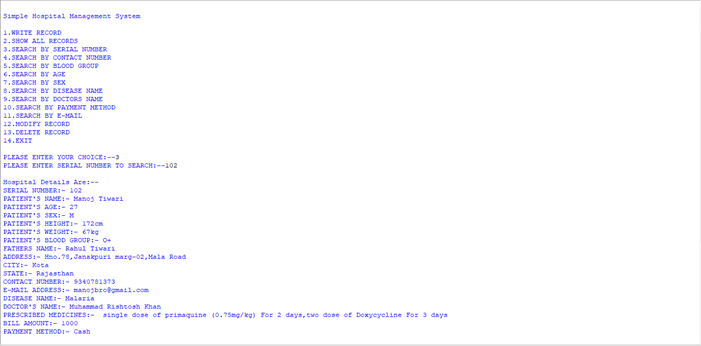 Simple Hospital Management System
1.WRITE RECORD
2.SHOW ALL RECORDS
3.SEARCH BY SERIAL NUMBER
4.SEARCH BY CONTACT NUMBER
5.SEARCH BY BLOOD GROUP
6.SEARCH BY AGE
7.SEARCH BY SEX
8.SEARCH BY DISEASE NAME
9.SEARCH BY DOCTORS NAME
10.SEARCH BY PAYMENT METHOD
11.SEARCH BY E-MAIL
12.MODIFY RECORD
13.DELETE RECORD
14.EXIT
PLEASE ENTER YOUR CHOICE:--3
PLEASE ENTER SERIAL NUMBER TO SEARCH:--102
Hospital Details Are:--
SERIAL NUMBER:- 102
PATIENT'S NAME:- Manoj Tiwari
PATIENT'S AGE:- 27
PATIENT'S SEX:- M
PATIENT'S HEIGHT:- 172cm
PATIENT'S WEIGHT:- 67kg
PATIENT'S BLOOD GROUP:- O+
FATHERS NAME:- Rahul Tiwari
ADDRESS:- Hno.78,Janakpuri marg-02,Mala Road
CITY:- Kota
STATE:- Rajasthan
CONTACT NUMBER:- 9340781373
E-MAIL ADDRESS:- manojbro@gmail.com
DISEASE NAME:- Malaria
DOCTOR'S NAME:- Muhammad Rishtosh Khan
PRESCRIBED MEDICINES:-  single dose of primaquine (0.75mg/kg) For 2 days,two dose of Doxycycline For 3 days
BILL AMOUNT:- 1000
PAYMENT METHOD:- Cash